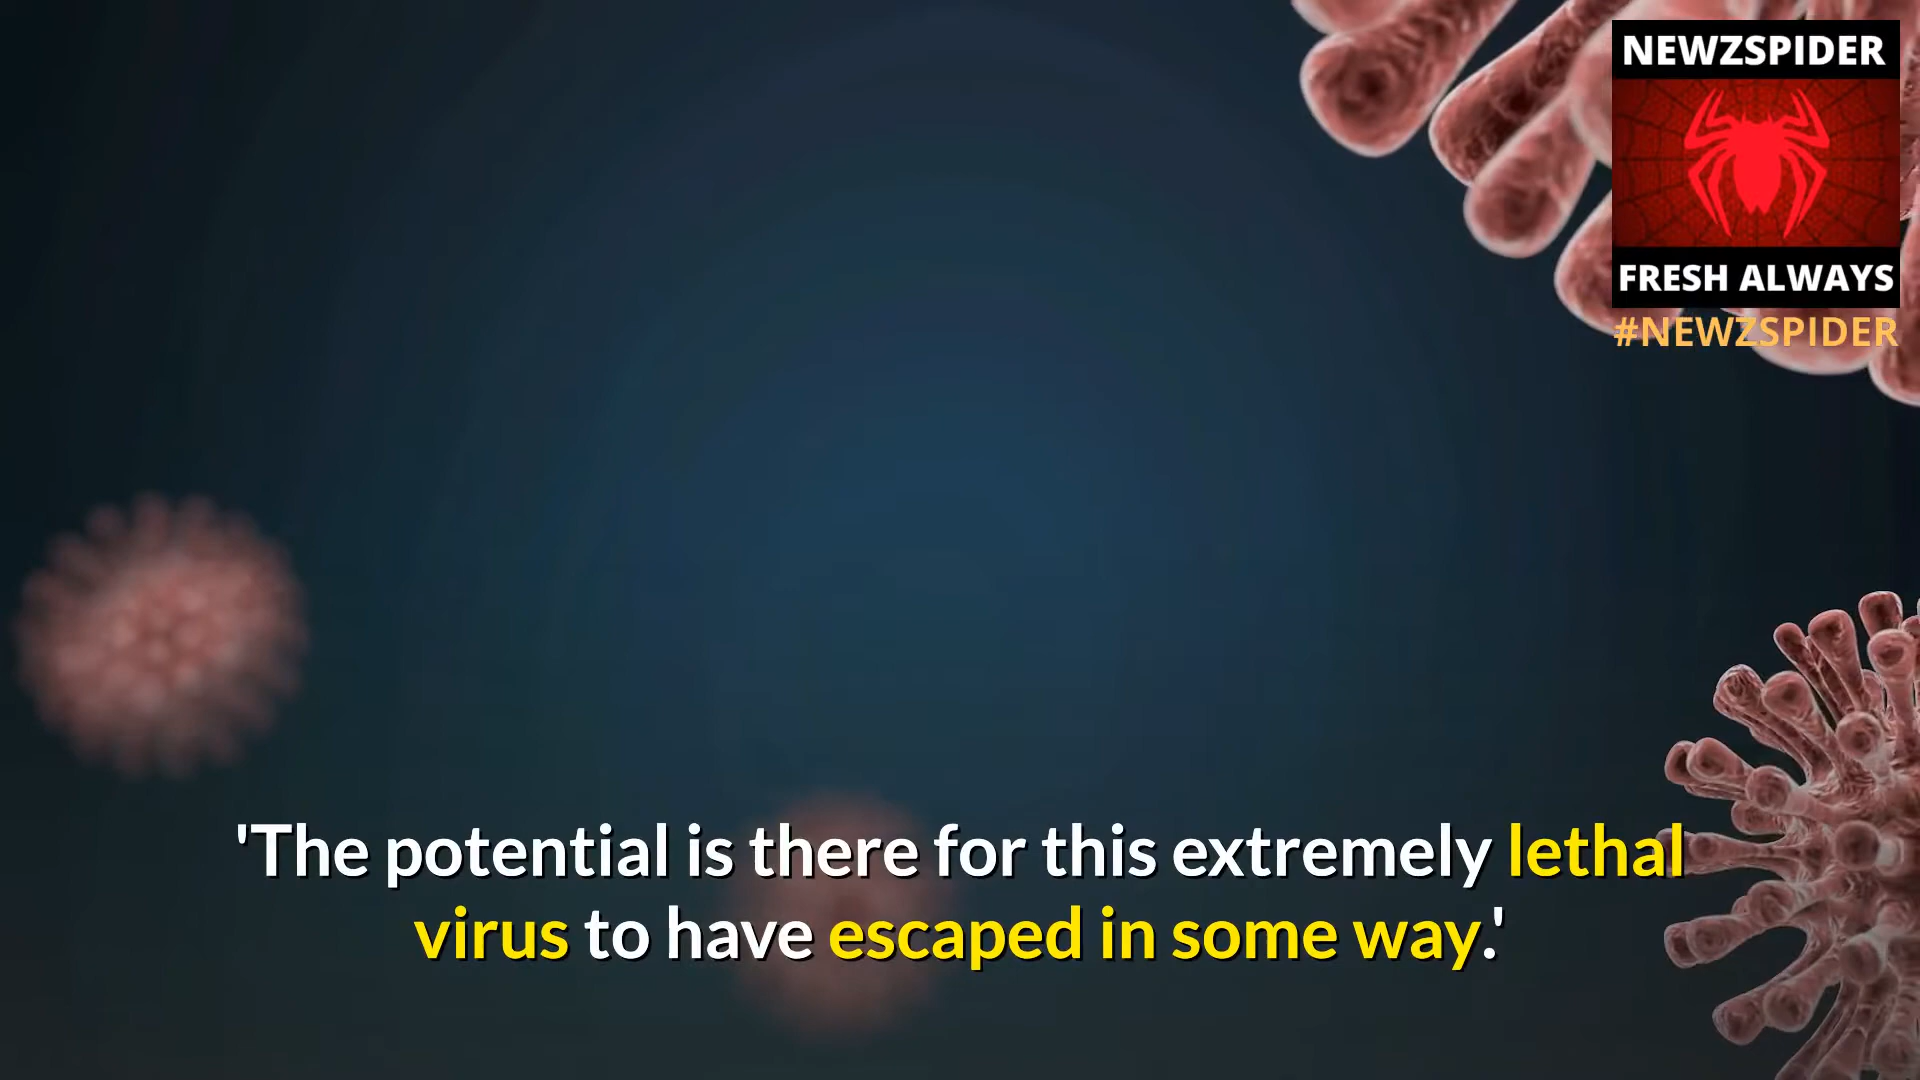 NEWZSPIDER
FRESH ALWAYS
#NEWZSPIDER
'The potential is there for this extremely lethal
virus to have escaped in some way.'